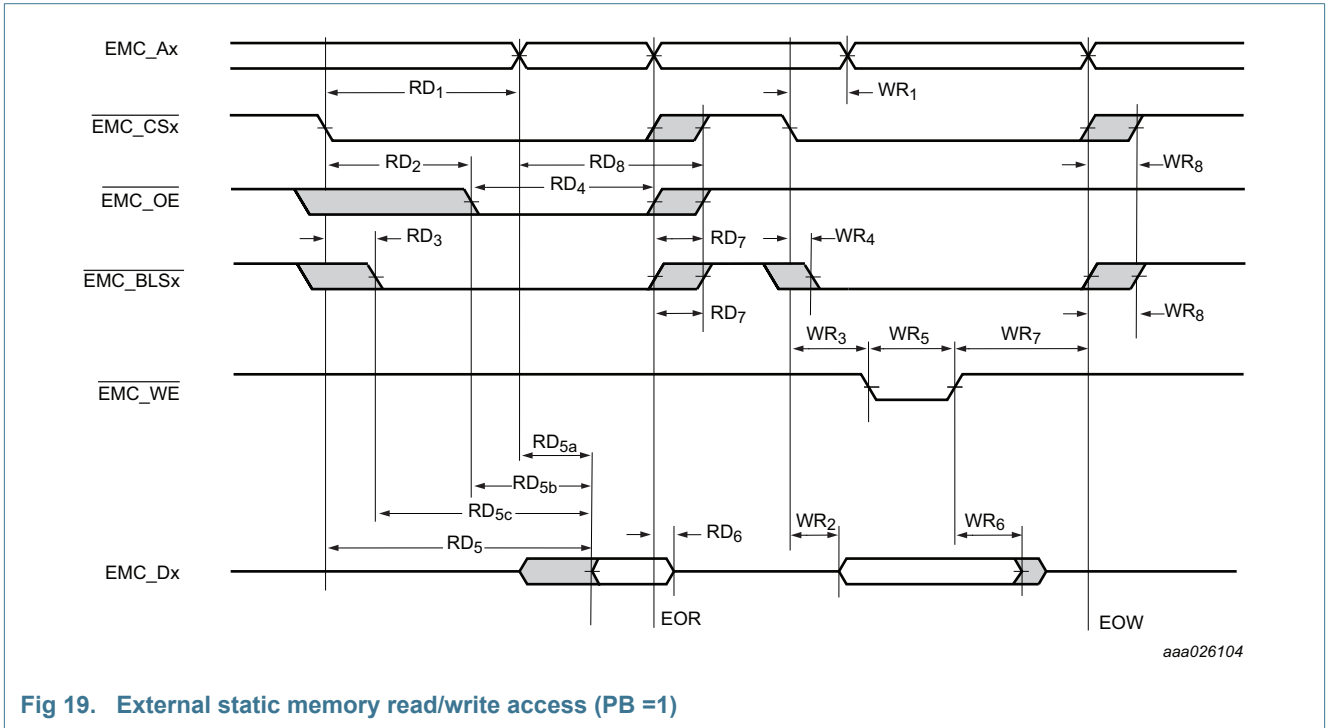 EMC_Ax
RD1
WR1
EMC_CSx
RD2
RD8
WR8
EMC_OE
RD4
RD3
RD7
WR4
EMC_BLSx
RD7
WR8
WR3
WR5
WR7
EMC_WE
RD5a
RD5b
RD5c
RD5
RD6
WR2
WR6
EMC_Dx
EOR
EOW
aaa026104
Fig 19. External static memory read/write access (PB =1)